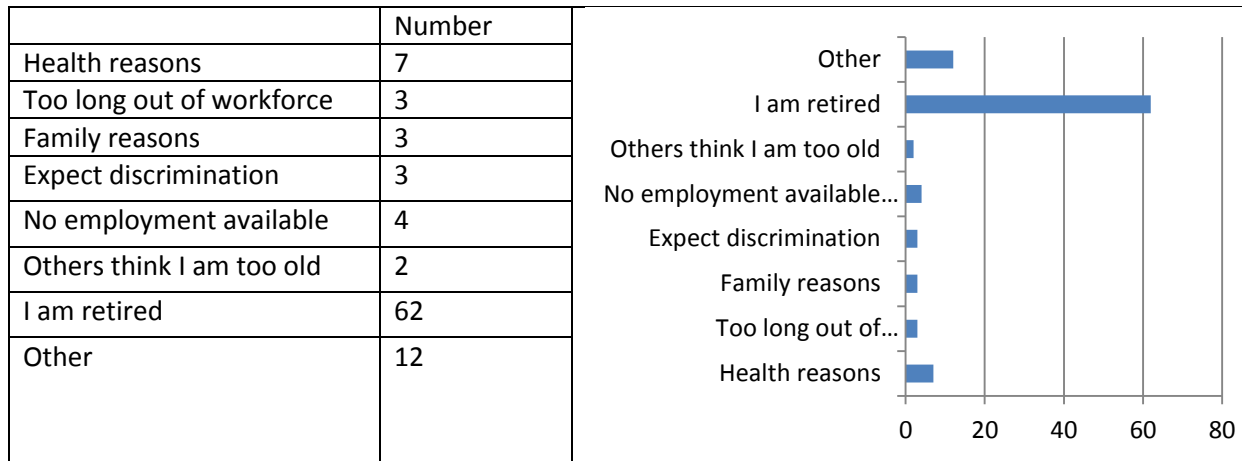 Number
Health reasons 7
Too long out of workforce 3
Family reasons 3
Expect discrimination 3
No employment available 4
Others think I am too old 2
I am retired 62
Other 12
Other
I am retired
Others think I am too old
No employment available...
Expect discrimination
Family reasons
Too long out of...
Health reasons
0 20 40 60 80